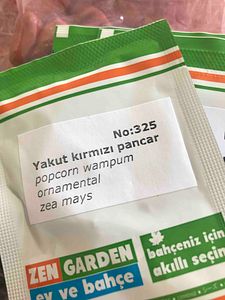 No:325
Yakut kırmızı pancar
popcorn wampum
ornamental
zea mays
ZEN GARDEN
ev ve bahçe
bahçeniz için
akıllı seçim